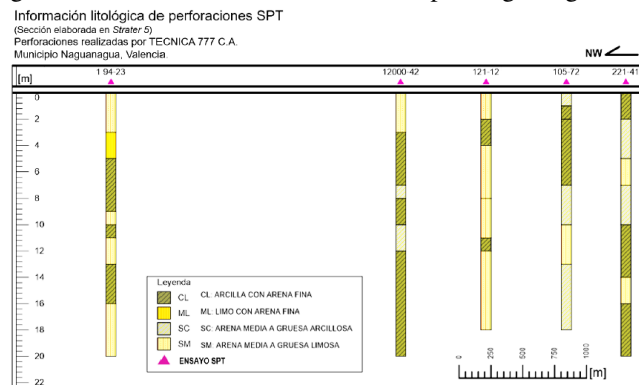 Información litológica de perforaciones SPT
(Sección elaborada en Strater 5)
Perforaciones realizadas por TECNICA 777 C.A.
Municipio Naguanagua, Valencia
NW
[m]
1 94-23
12000-42
121-12
105-72
221-41
0
2
4
6
8
10
12
14
16
18
20
22
Leyenda
CL CL: ARCILLA CON ARENA FINA
ML ML: LIMO CON ARENA FINA
SC SC: ARENA MEDIA A GRUESA ARCILLOSA
SM SM: ARENA MEDIA A GRUESA LIMOSA
ENSAYO SPT
0 250 500 750 1000
[m]